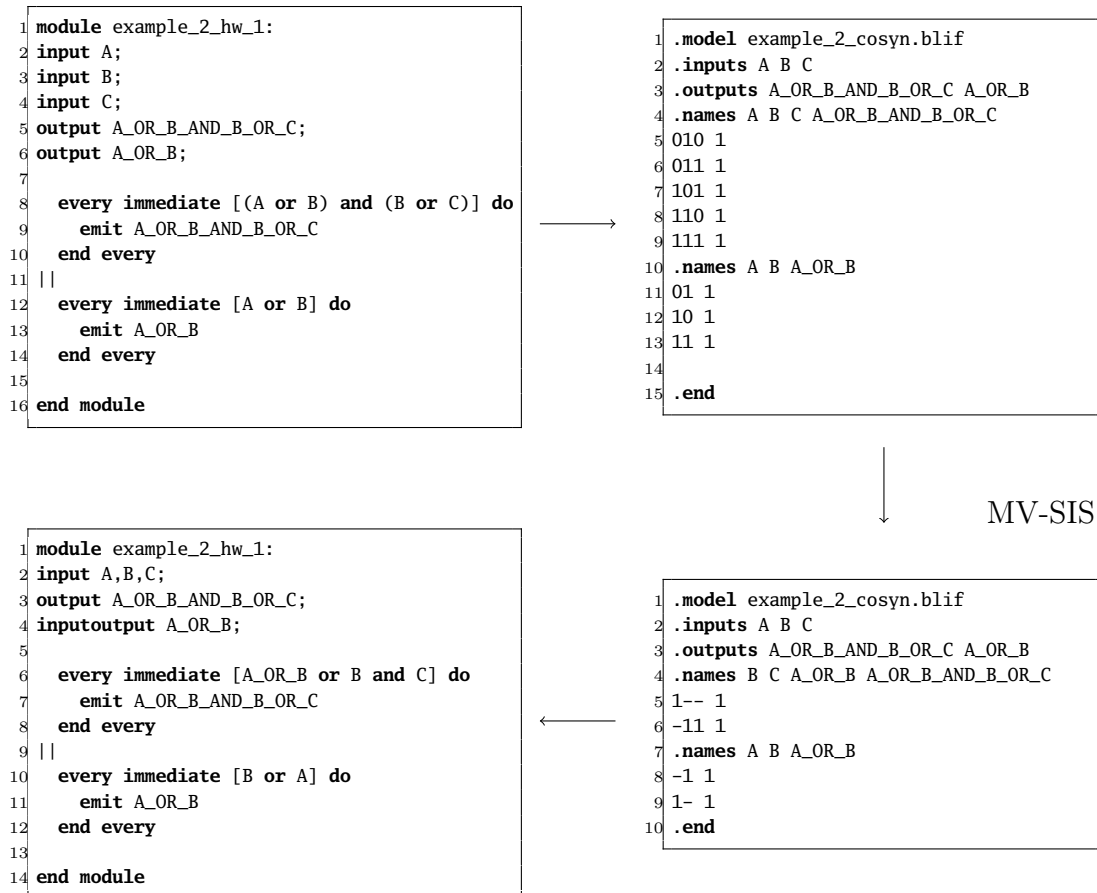 1 module example_2_hw_1:
2 input A;
3 input B;
4 input C;
5 output A_OR_B_AND_B_OR_C;
6 output A_OR_B;
7
8 every immediate [(A or B) and (B or C)] do
9 emit A_OR_B_AND_B_OR_C
10 end every
11 ||
12 every immediate [A or B] do
13 emit A_OR_B
14 end every
15
16 end module
1 .model example_2_cosyn.blif
2 .inputs A B C
3 .outputs A_OR_B_AND_B_OR_C A_OR_B
4 .names A B C A_OR_B_AND_B_OR_C
5 010 1
6 011 1
7 101 1
8 110 1
9 111 1
10 .names A B A_OR_B
11 01 1
12 10 1
13 11 1
14
15 .end
MV-SIS
1 module example_2_hw_1:
2 input A,B,C;
3 output A_OR_B_AND_B_OR_C;
4 inputoutput A_OR_B;
5
6 every immediate [A_OR_B or B and C] do
7 emit A_OR_B_AND_B_OR_C
8 end every
9 ||
10 every immediate [B or A] do
11 emit A_OR_B
12 end every
13
14 end module
1 .model example_2_cosyn.blif
2 .inputs A B C
3 .outputs A_OR_B_AND_B_OR_C A_OR_B
4 .names B C A_OR_B A_OR_B_AND_B_OR_C
5 1-- 1
6 -11 1
7 .names A B A_OR_B
8 -1 1
9 1- 1
10 .end